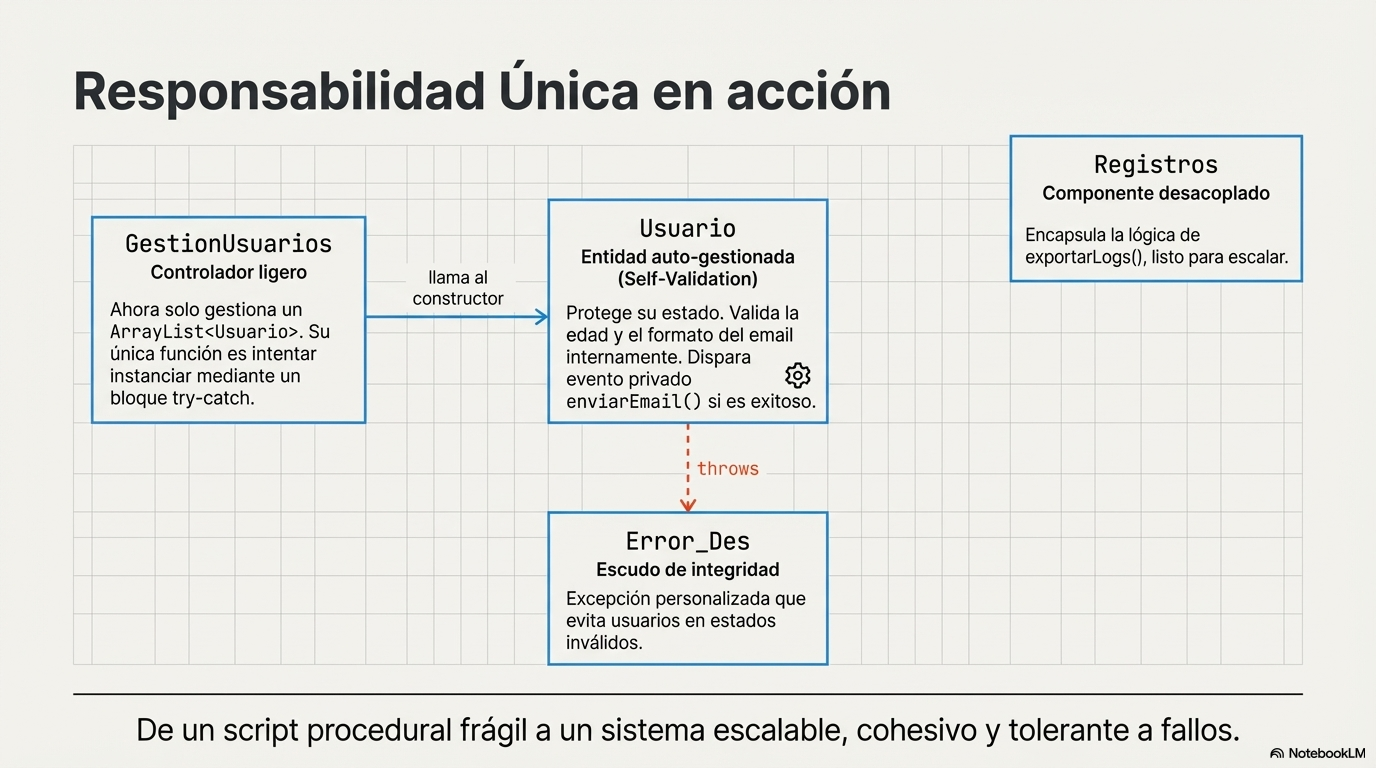 Responsabilidad Única en acción
GestionUsuarios
Controlador ligero
Ahora solo gestiona un
ArrayList<Usuario>. Su
única función es intentar
instanciar mediante un
bloque try-catch.
llama al
constructor
Usuario
Entidad auto-gestionada
(Self-Validation)
Protege su estado. Valida la
edad y el formato del email
internamente. Dispara
evento privado
enviarEmail() si es exitoso.
throws
Error_Des
Escudo de integridad
Excepción personalizada que
evita usuarios en estados
inválidos.
Registros
Componente desacoplado
Encapsula la lógica de
exportarLogs(), listo para escalar.
De un script procedural frágil a un sistema escalable, cohesivo y tolerante a fallos.
NotebookLM